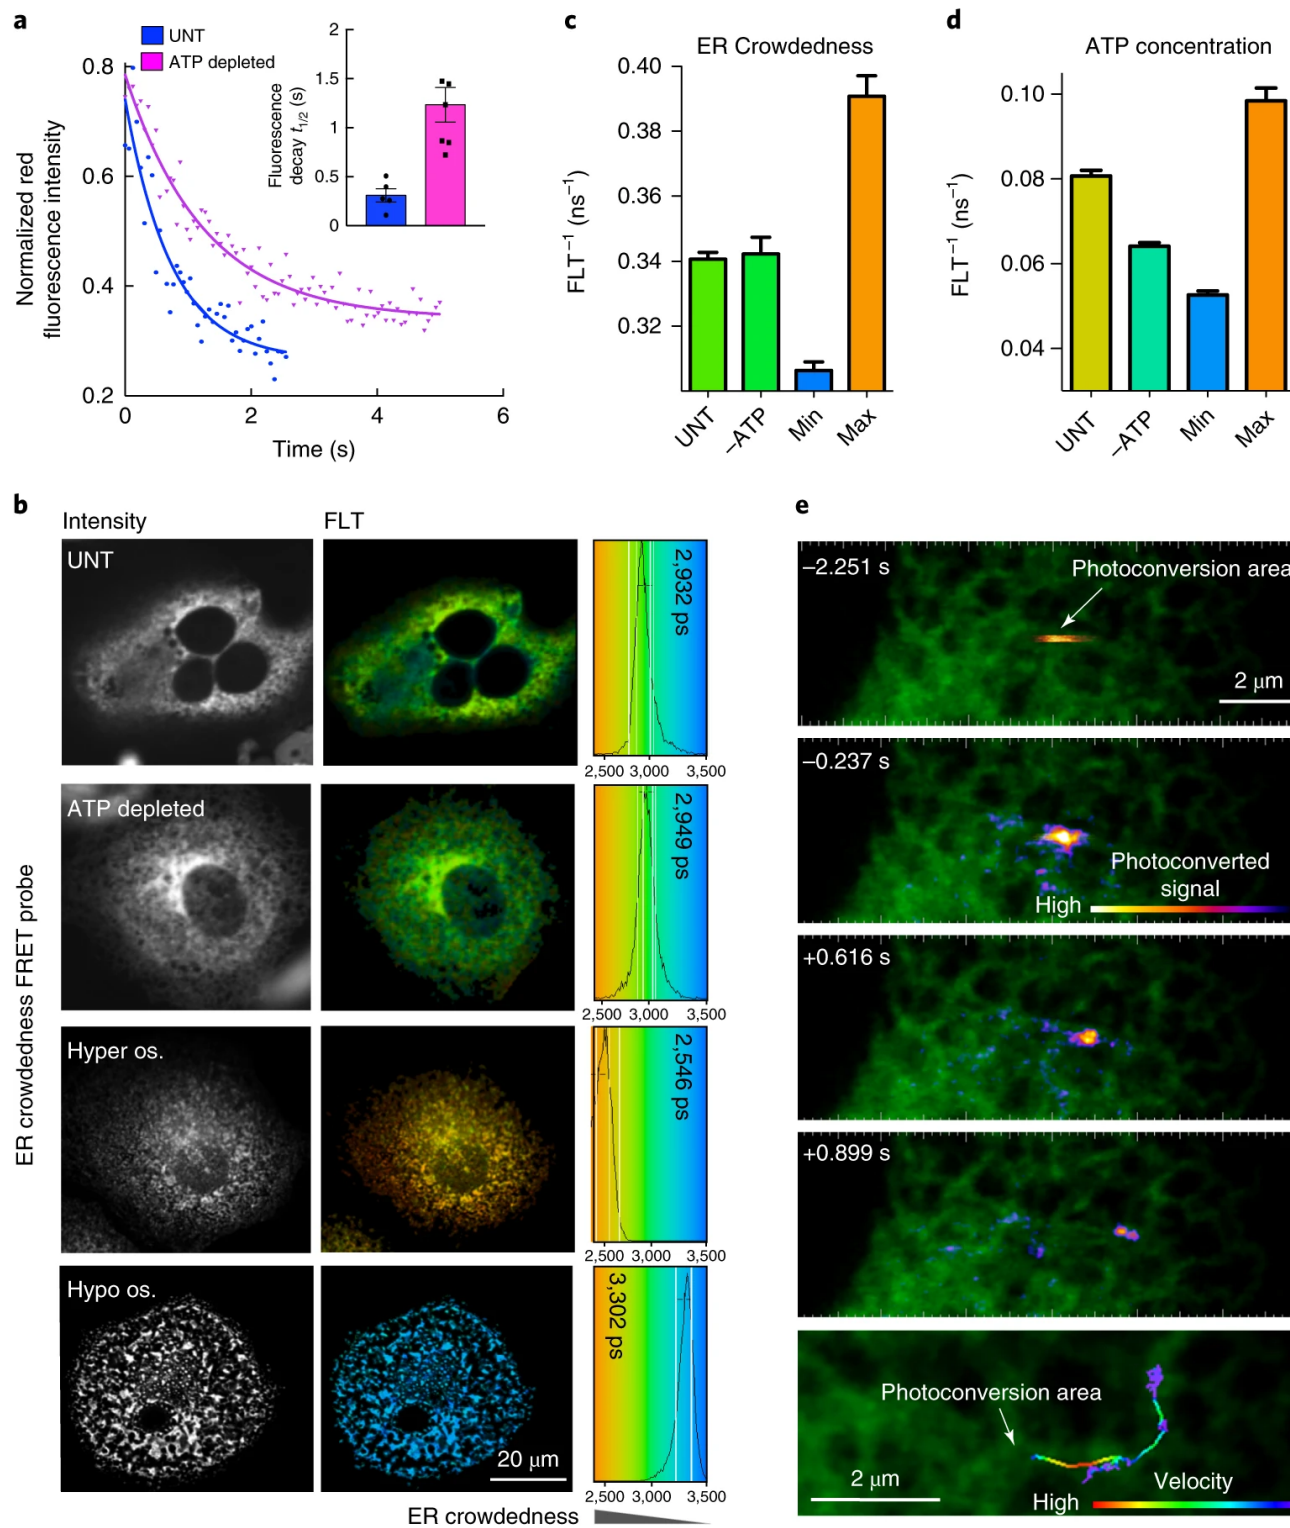 a
UNT
ATP depleted
Normalized red
fluorescence intensity
0.8
0.6
0.4
0.2
0
2
4
6
Time (s)
Fluorescence
decay t1/2 (s)
2
1.5
1
0.5
0
c
ER Crowdedness
FLT−1 (ns−1)
0.40
0.38
0.36
0.34
0.32
UNT
–ATP
Min
Max
d
ATP concentration
FLT−1 (ns−1)
0.10
0.08
0.06
0.04
UNT
–ATP
Min
Max
b
Intensity
FLT
ER crowdedness FRET probe
UNT
2,932 ps
2,500 3,000 3,500
ATP depleted
2,949 ps
2,500 3,000 3,500
Hyper os.
2,546 ps
2,500 3,000 3,500
Hypo os.
20 µm
3,302 ps
2,500 3,000 3,500
ER crowdedness
e
–2.251 s
Photoconversion area
2 µm
–0.237 s
Photoconverted
signal
High
+0.616 s
+0.899 s
Photoconversion area
2 µm
Velocity
High